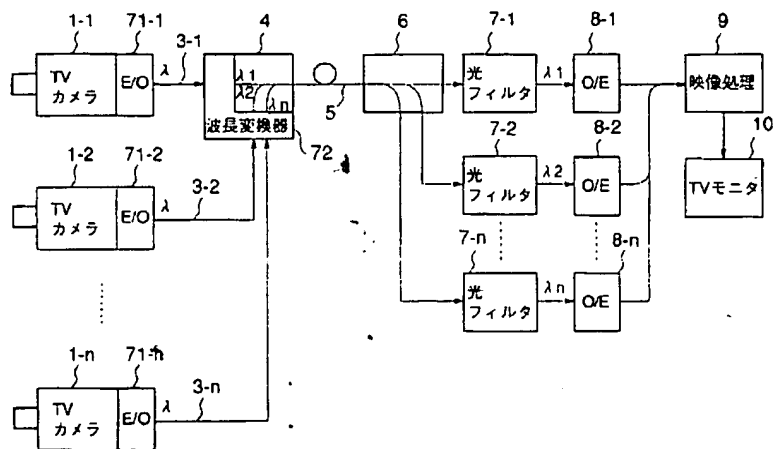 1-1 71-1 3-1 4 6 7-1 8-1 9
TV
カメラ
E/O
λ
λ1
λ2
λn
波長変換器
72
5
光
フィルタ
λ1
O/E
映像処理
10
TVモニタ
1-2 71-2 3-2
TV
カメラ
E/O
λ
7-2 8-2
光
フィルタ
λ2
O/E
7-n 8-n
光
フィルタ
λn
O/E
1-n 71-n 3-n
TV
カメラ
E/O
λ